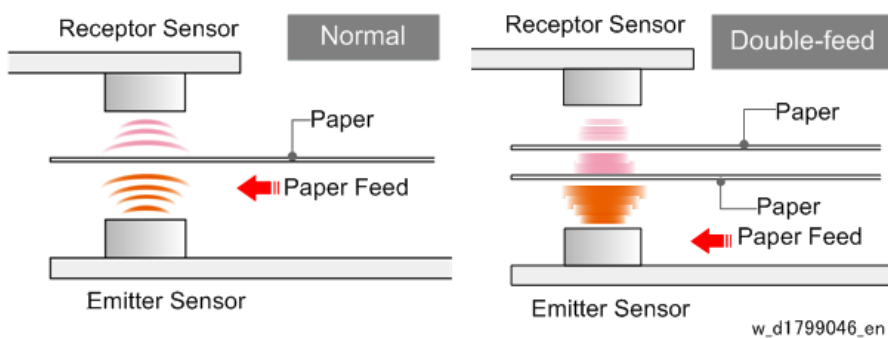 Receptor Sensor
Normal
Paper
Paper Feed
Emitter Sensor
Receptor Sensor
Double-feed
Paper
Paper
Paper Feed
Emitter Sensor
w_d1799046_en